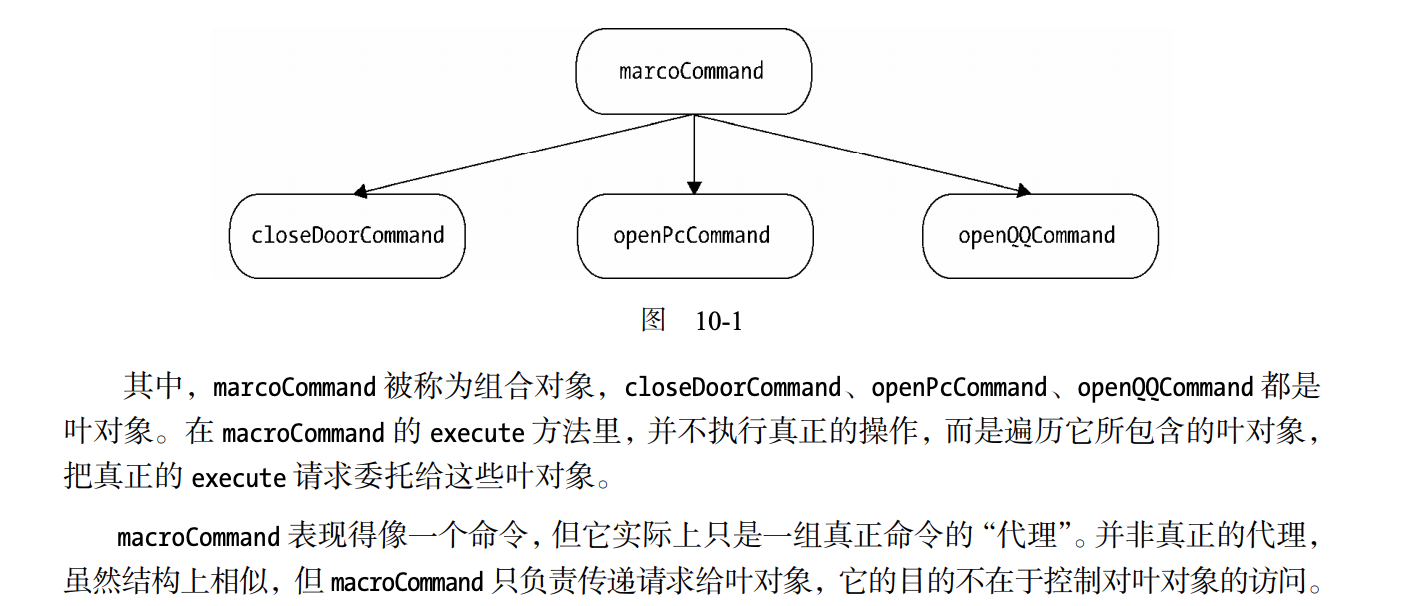 marcoCommand
closeDoorCommand
openPcCommand
openQQCommand
图 10-1
其中，marcoCommand 被称为组合对象，closeDoorCommand、openPcCommand、openQQCommand 都是
叶对象。在 macroCommand 的 execute 方法里，并不执行真正的操作，而是遍历它所包含的叶对象，
把真正的 execute 请求委托给这些叶对象。
macroCommand 表现得像一个命令，但它实际上只是一组真正命令的“代理”。并非真正的代理，
虽然结构上相似，但 macroCommand 只负责传递请求给叶对象，它的目的不在于控制对叶对象的访问。